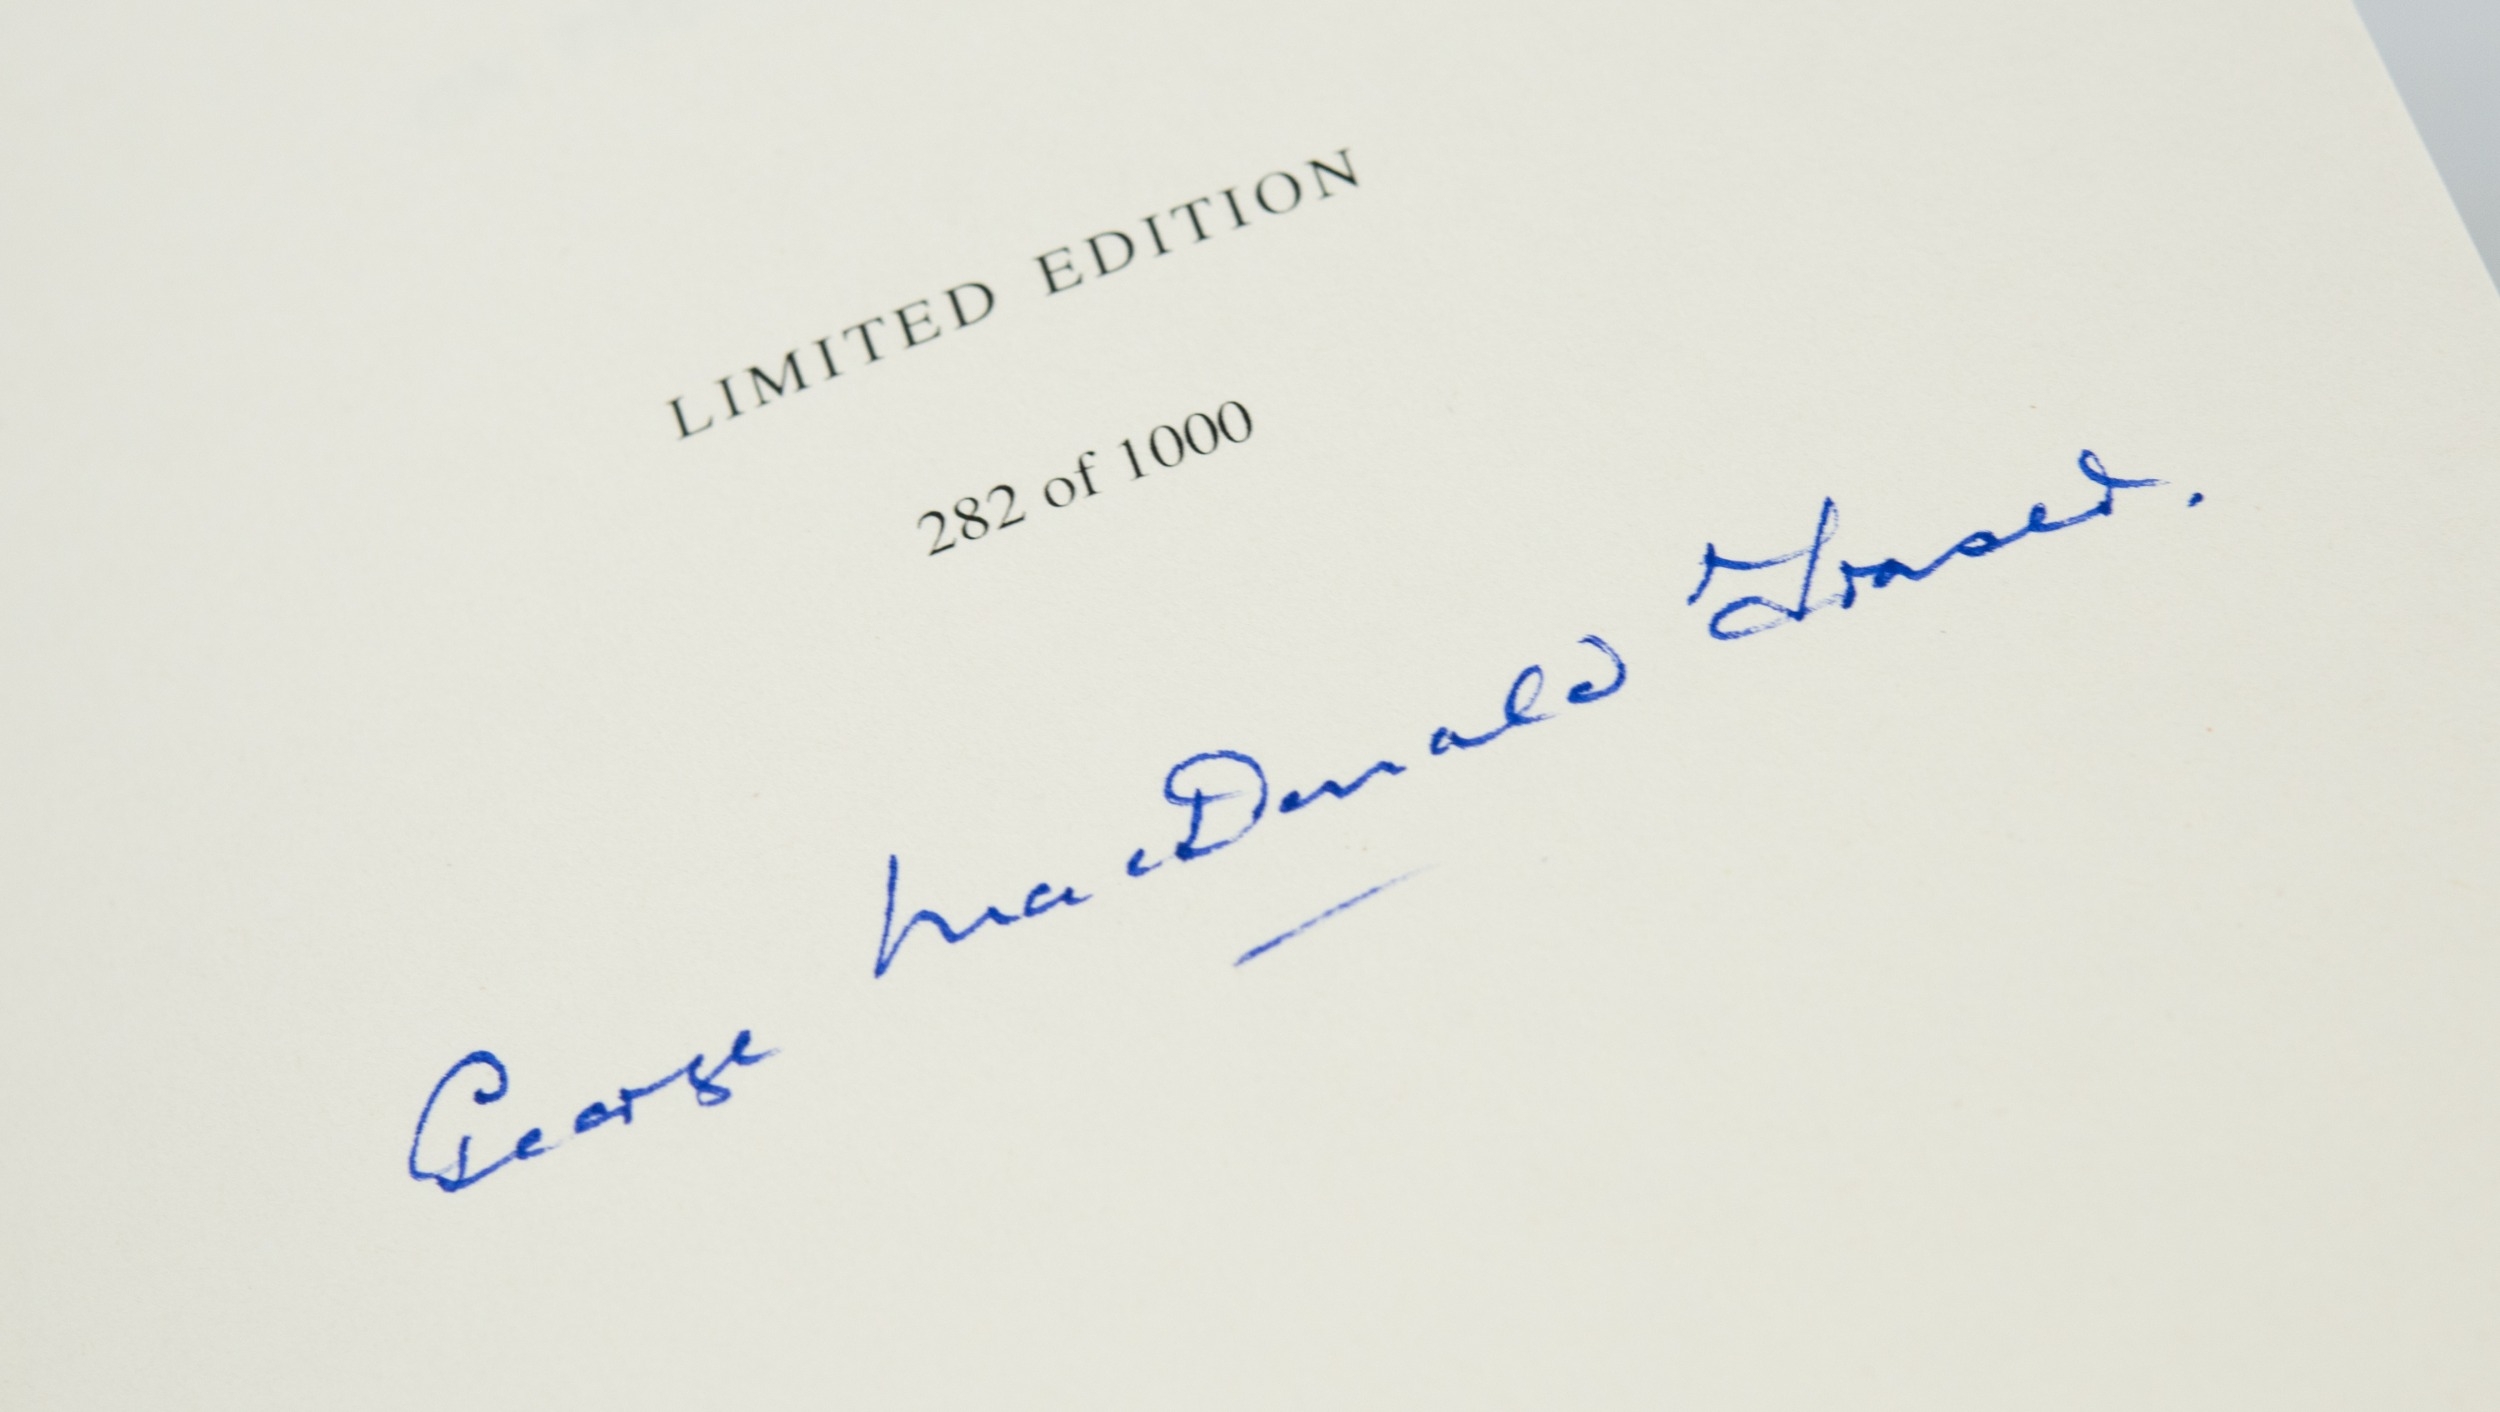 LIMITED EDITION
282 of 1000
George MacDonald Fraser.